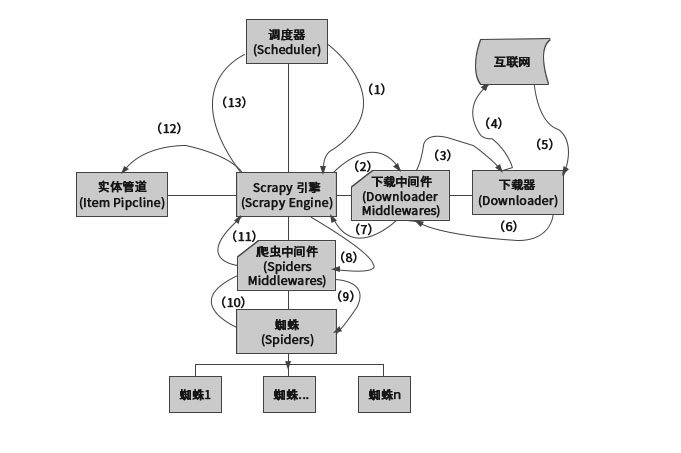 调度器
(Scheduler)
互联网
(1)
(13)
(4)
(12)
(5)
(3)
(2)
实体管道
(Item Pipcline)
Scrapy 引擎
(Scrapy Engine)
下载中间件
(Downloader
Middlewares)
下载器
(Downloader)
(6)
(7)
(11)
(8)
爬虫中间件
(Spiders
Middlewares)
(10)
(9)
蜘蛛
(Spiders)
蜘蛛1
蜘蛛...
蜘蛛n